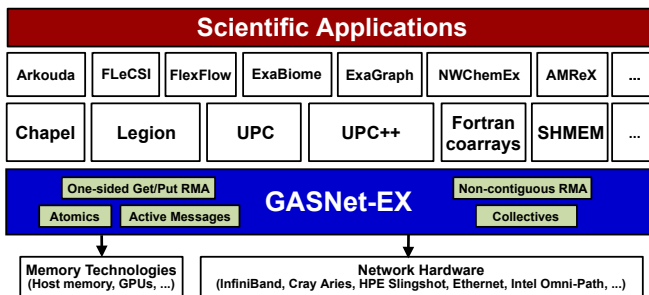 Scientific Applications
Arkouda FLeCSI FlexFlow ExaBiome ExaGraph NWChemEx AMReX ...
Chapel Legion UPC UPC++ Fortran coarrays SHMEM ...
One-sided Get/Put RMA
Non-contiguous RMA
GASNet-EX
Atomics
Active Messages
Collectives
Memory Technologies
(Host memory, GPUs, ...)
Network Hardware
(InfiniBand, Cray Aries, HPE Slingshot, Ethernet, Intel Omni-Path, ...)